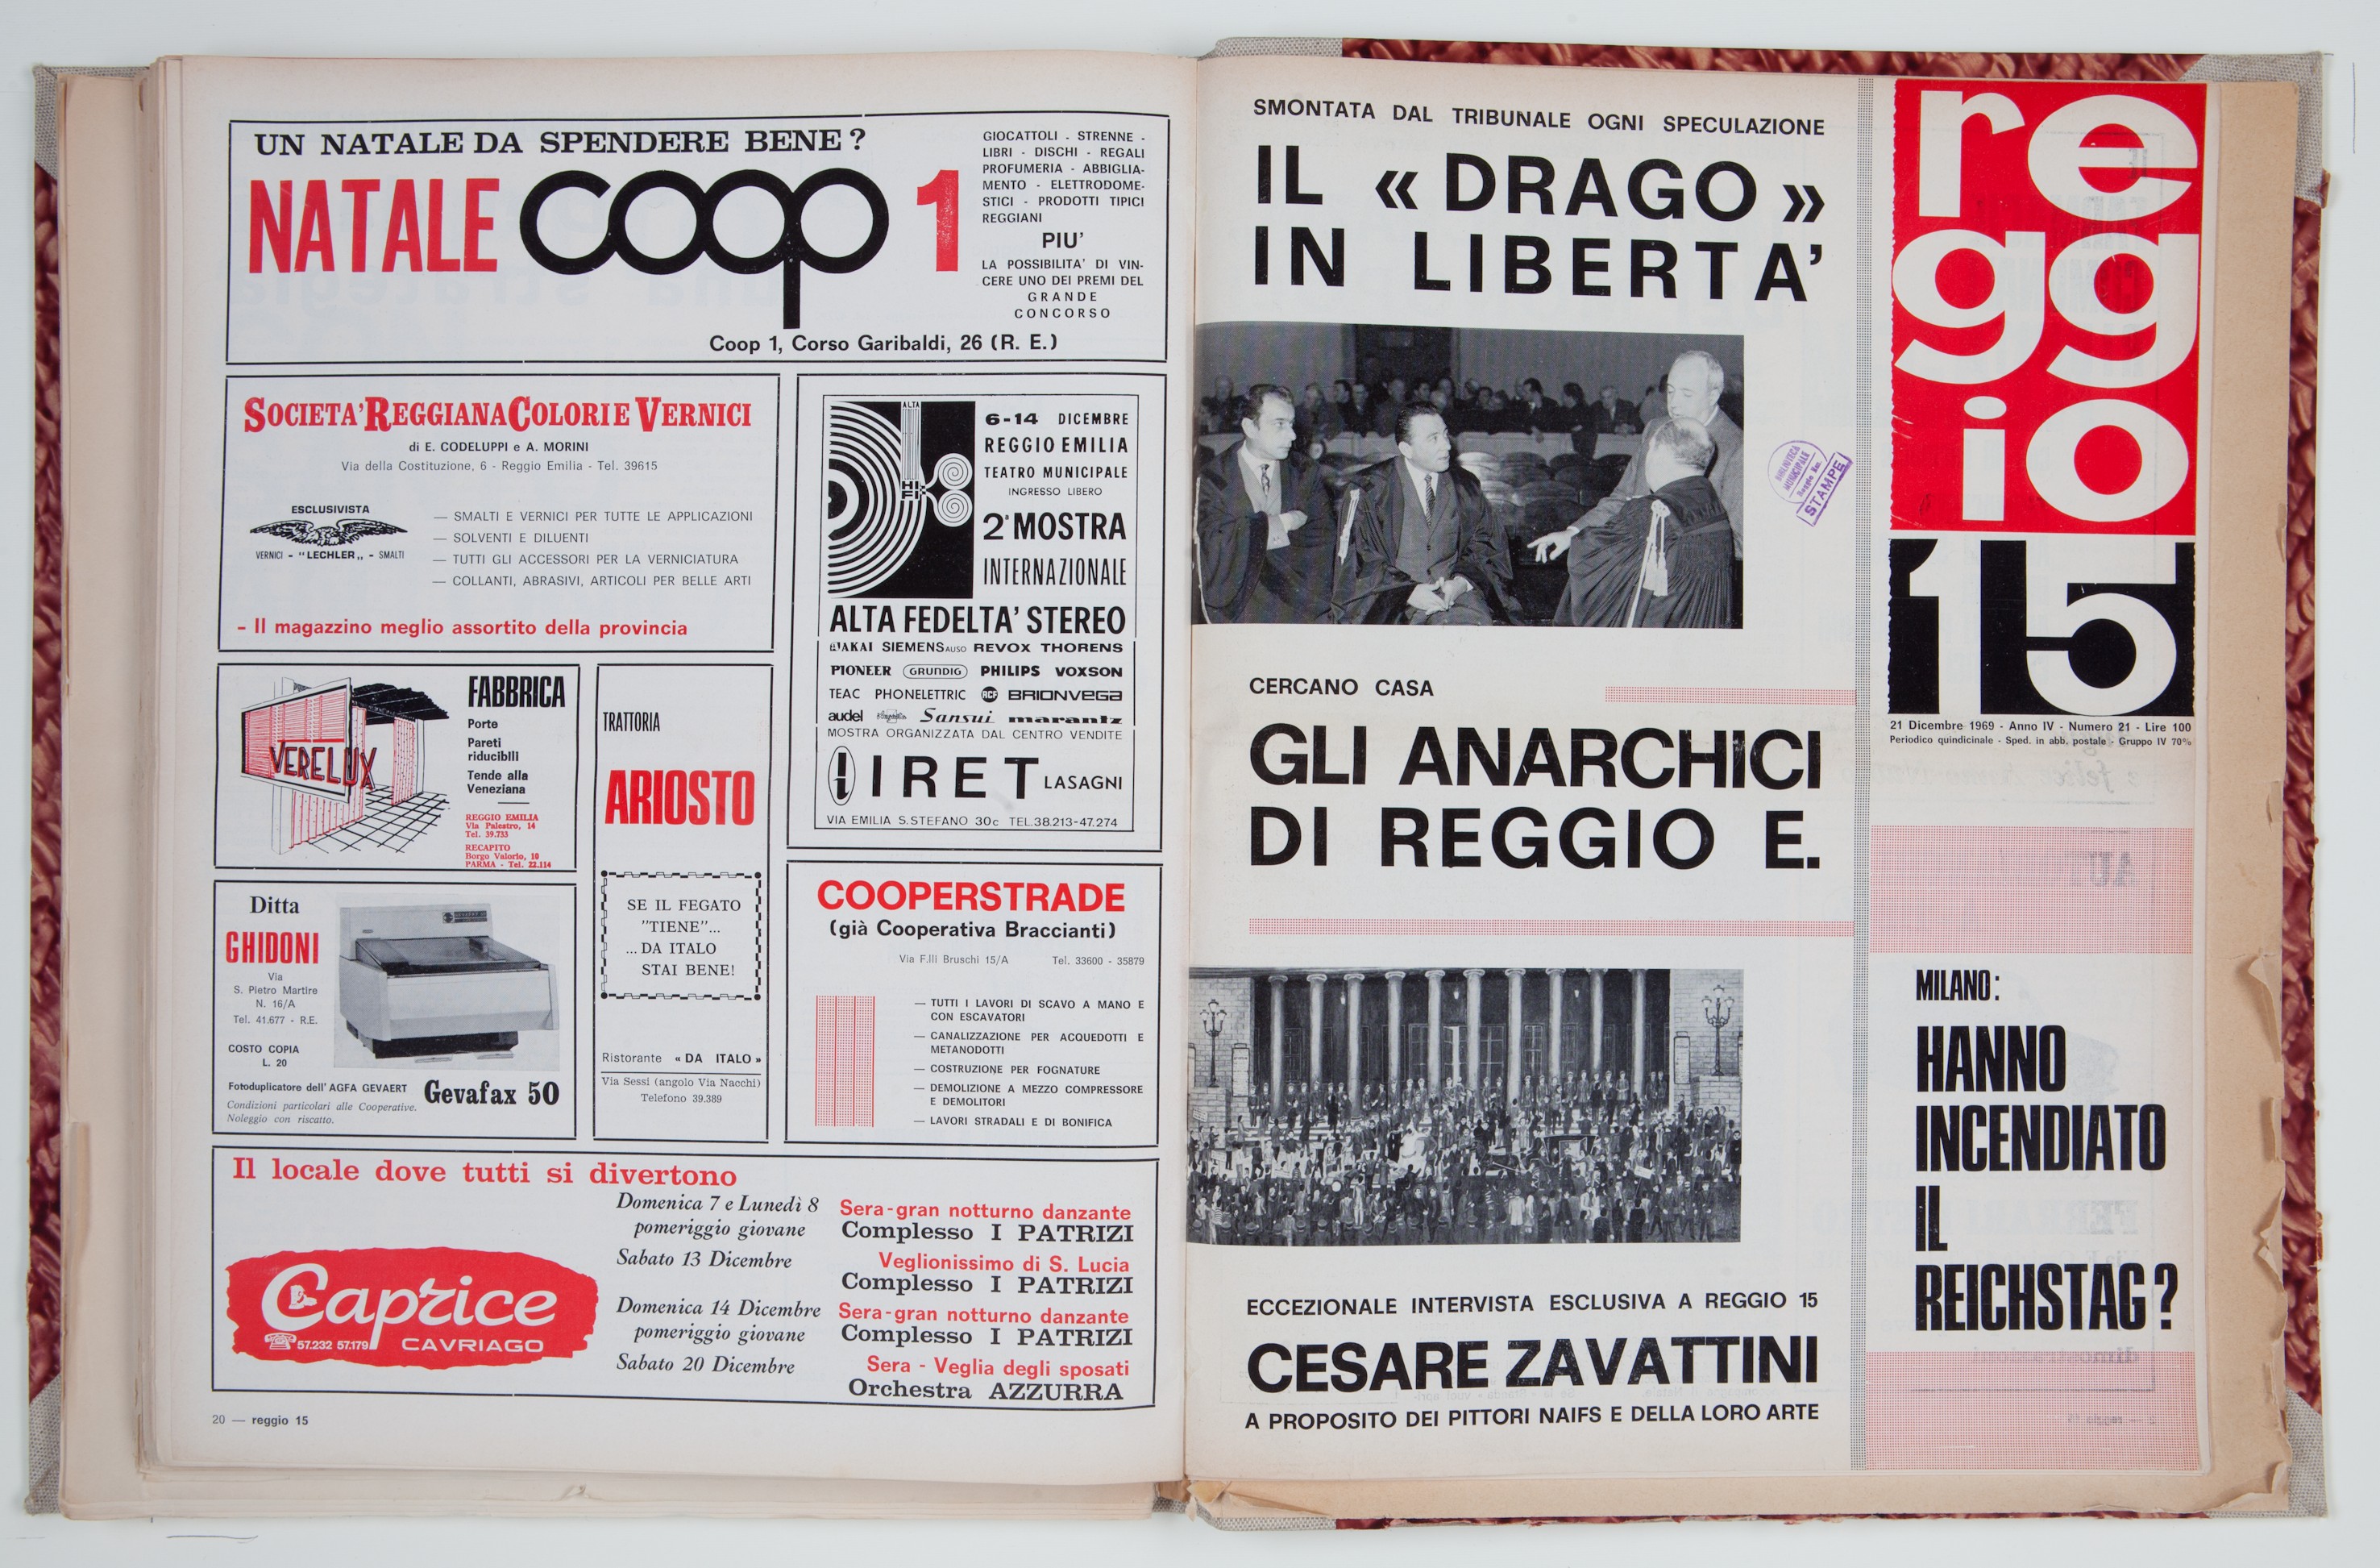 UN NATALE DA SPENDERE BENE?
NATALE coop 1
GIOCATTOLI - STRENNE -
LIBRI - DISCHI - REGALI
PROFUMERIA - ABBIGLIA-
MENTO - ELETTRODOME-
STICI - PRODOTTI TIPICI
REGGIANI
PIU'
LA POSSIBILITA' DI VIN-
CERE UNO DEI PREMI DEL
GRANDE
CONCORSO
Coop 1, Corso Garibaldi, 26 (R. E.)
SOCIETA' REGGIANA COLORI E VERNICI
di E. CODELUPPI e A. MORINI
Via della Costituzione, 6 - Reggio Emilia - Tel. 39615
ESCLUSIVISTA
VERNICI - "LECHLER" - SMALTI
— SMALTI E VERNICI PER TUTTE LE APPLICAZIONI
— SOLVENTI E DILUENTI
— TUTTI GLI ACCESSORI PER LA VERNICIATURA
— COLLANTI, ABRASIVI, ARTICOLI PER BELLE ARTI
- Il magazzino meglio assortito della provincia
ALTA
HI
FI
6-14 DICEMBRE
REGGIO EMILIA
TEATRO MUNICIPALE
INGRESSO LIBERO
2ª MOSTRA
INTERNAZIONALE
ALTA FEDELTA' STEREO
AKAI SIEMENS AUSO REVOX THORENS
PIONEER GRUNDIG PHILIPS VOXSON
TEAC PHONELETTRIC RCF BRIONVEGA
audel Sansui marantz
MOSTRA ORGANIZZATA DAL CENTRO VENDITE
IRET LASAGNI
VIA EMILIA S. STEFANO 30c TEL. 38.213-47.274
VERELUX
FABBRICA
Porte
Pareti
riducibili
Tende alla
Veneziana
REGGIO EMILIA
Via Palestro, 14
Tel. 39.733
RECAPITO
Borgo Valorio, 10
PARMA - Tel. 22.114
TRATTORIA
ARIOSTO
SE IL FEGATO
"TIENE"...
...DA ITALO
STAI BENE!
Ristorante « DA ITALO »
Via Sessi (angolo Via Nacchi)
Telefono 39.389
Ditta
GHIDONI
Via
S. Pietro Martire
N. 16/A
Tel. 41.677 - R.E.
COSTO COPIA
L. 20
Fotoduplicatore dell'AGFA GEVAERT
Gevafax 50
Condizioni particolari alle Cooperative.
Noleggio con riscatto.
COOPERSTRADE
(già Cooperativa Braccianti)
Via F.lli Bruschi 15/A Tel. 33600 - 35879
— TUTTI I LAVORI DI SCAVO A MANO E
CON ESCAVATORI
— CANALIZZAZIONE PER ACQUEDOTTI E
METANODOTTI
— COSTRUZIONE PER FOGNATURE
— DEMOLIZIONE A MEZZO COMPRESSORE
E DEMOLITORI
— LAVORI STRADALI E DI BONIFICA
Il locale dove tutti si divertono
Caprice
57.232 57.179 CAVRIAGO
Domenica 7 e Lunedì 8
pomeriggio giovane
Sera-gran notturno danzante
Complesso I PATRIZI
Sabato 13 Dicembre
Veglionissimo di S. Lucia
Complesso I PATRIZI
Domenica 14 Dicembre
pomeriggio giovane
Sera-gran notturno danzante
Complesso I PATRIZI
Sabato 20 Dicembre
Sera - Veglia degli sposati
Orchestra AZZURRA
20 — reggio 15
SMONTATA DAL TRIBUNALE OGNI SPECULAZIONE
IL « DRAGO »
IN LIBERTA'
BIBLIOTECA
MUNICIPALE
Reggio Em.
STAMPE
CERCANO CASA
GLI ANARCHICI
DI REGGIO E.
ECCEZIONALE INTERVISTA ESCLUSIVA A REGGIO 15
CESARE ZAVATTINI
A PROPOSITO DEI PITTORI NAIFS E DELLA LORO ARTE
re
gg
io
15
21 Dicembre 1969 - Anno IV - Numero 21 - Lire 100
Periodico quindicinale - Sped. in abb. postale - Gruppo IV 70%
MILANO:
HANNO
INCENDIATO
IL
REICHSTAG?